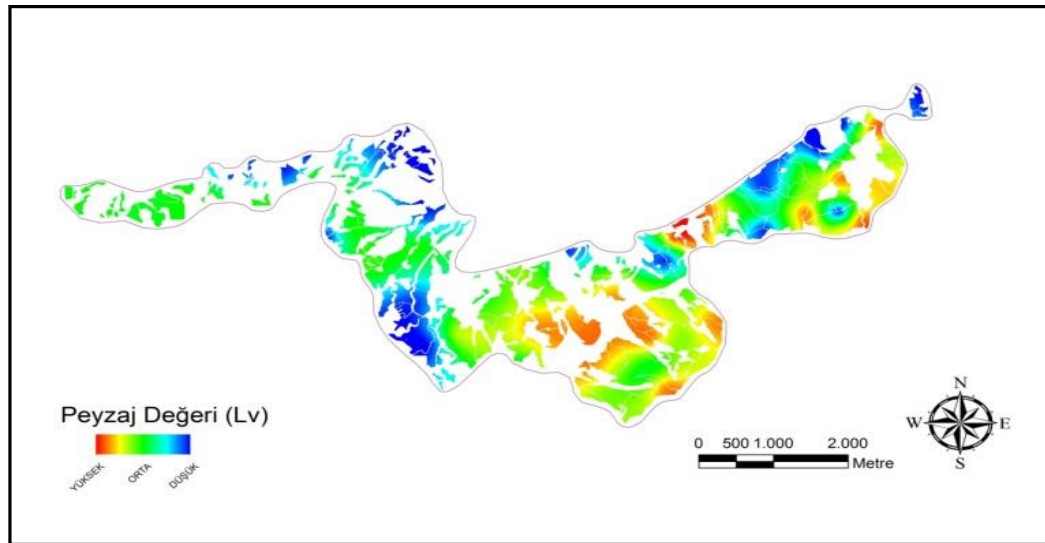 Peyzaj Değeri (Lv)
YÜKSEK
ORTA
DÜŞÜK
0 500 1.000 2.000
Metre
N
W E
S